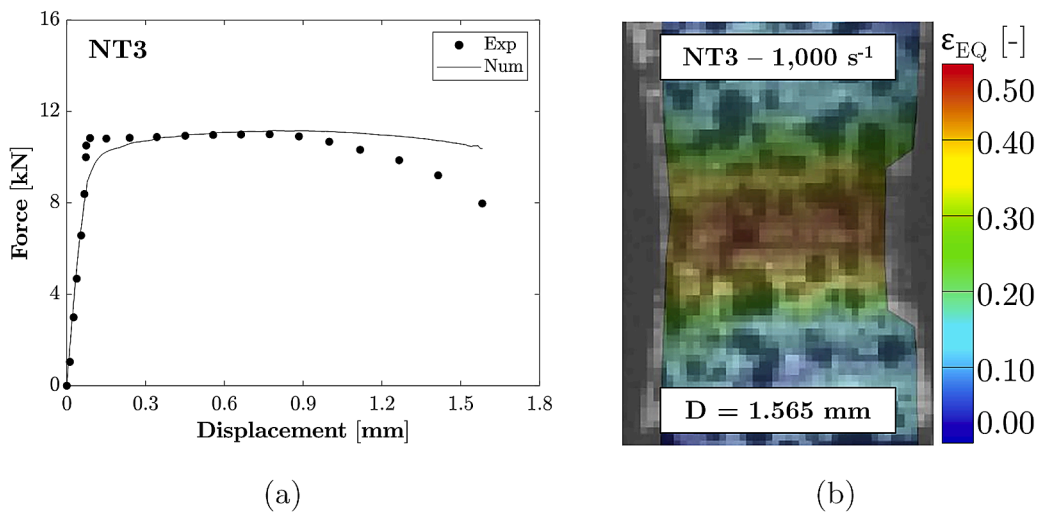 16
12
8
4
0
Force [kN]
NT3
Exp
Num
0
0.3
0.6
0.9
1.2
1.5
1.8
Displacement [mm]
(a)
NT3 – 1,000 s-1
D = 1.565 mm
εEQ [-]
0.50
0.40
0.30
0.20
0.10
0.00
(b)